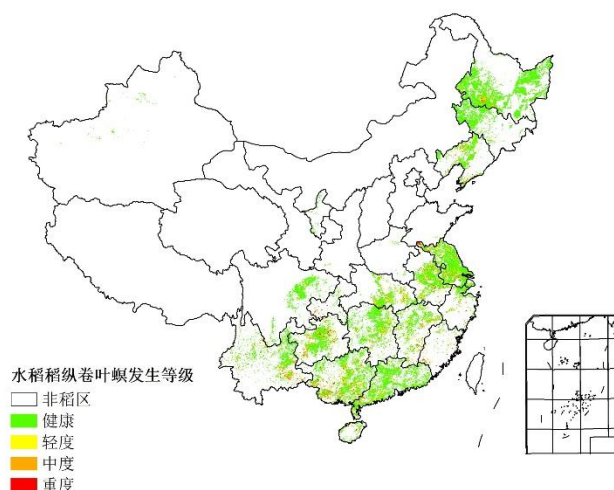 水稻稻纵卷叶螟发生等级
非稻区
健康
轻度
中度
重度